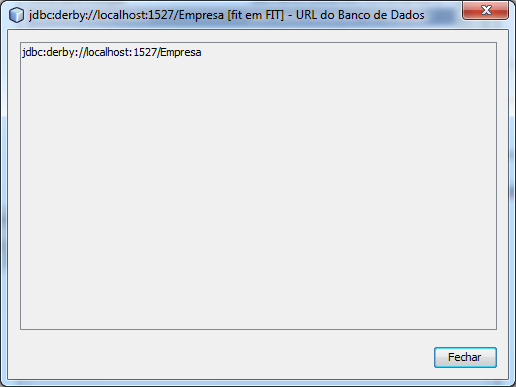 jdbc:derby://localhost:1527/Empresa [fit em FIT] - URL do Banco de Dados
jdbc:derby://localhost:1527/Empresa
Fechar